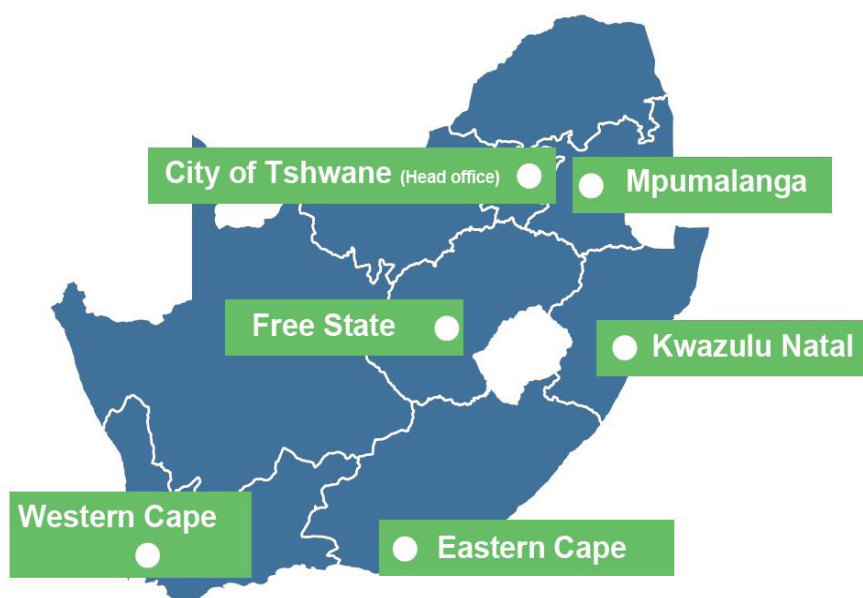 City of Tshwane (Head office)
Mpumalanga
Free State
Kwazulu Natal
Western Cape
Eastern Cape